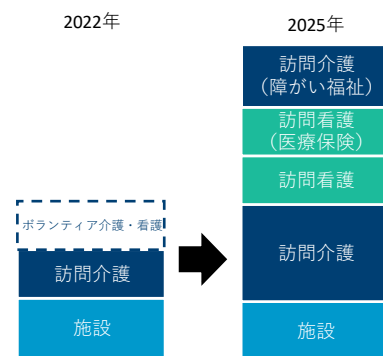 2022年
2025年
訪問介護
（障がい福祉）
訪問看護
（医療保険）
訪問看護
ボランティア介護・看護
訪問介護
訪問介護
施設
施設